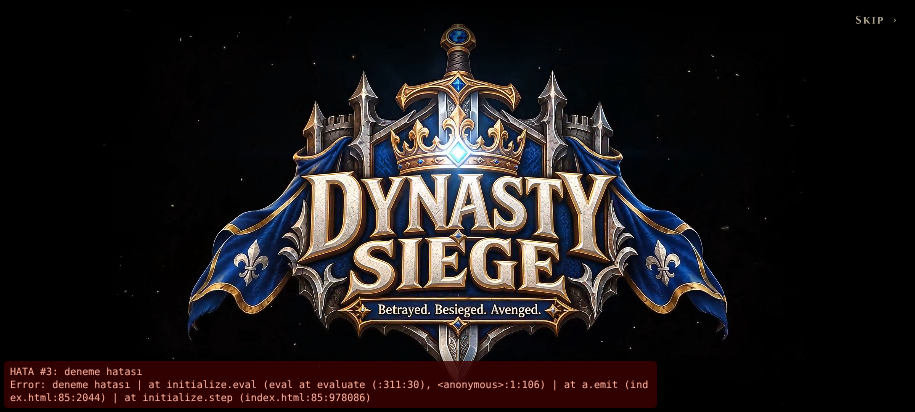 SKIP ›
DYNASTY
SIEGE
Betrayed. Besieged. Avenged.
HATA #3: deneme hatası
Error: deneme hatası | at initialize.eval (eval at evaluate (:311:30), <anonymous>:1:106) | at a.emit (ind
ex.html:85:2044) | at initialize.step (index.html:85:978086)